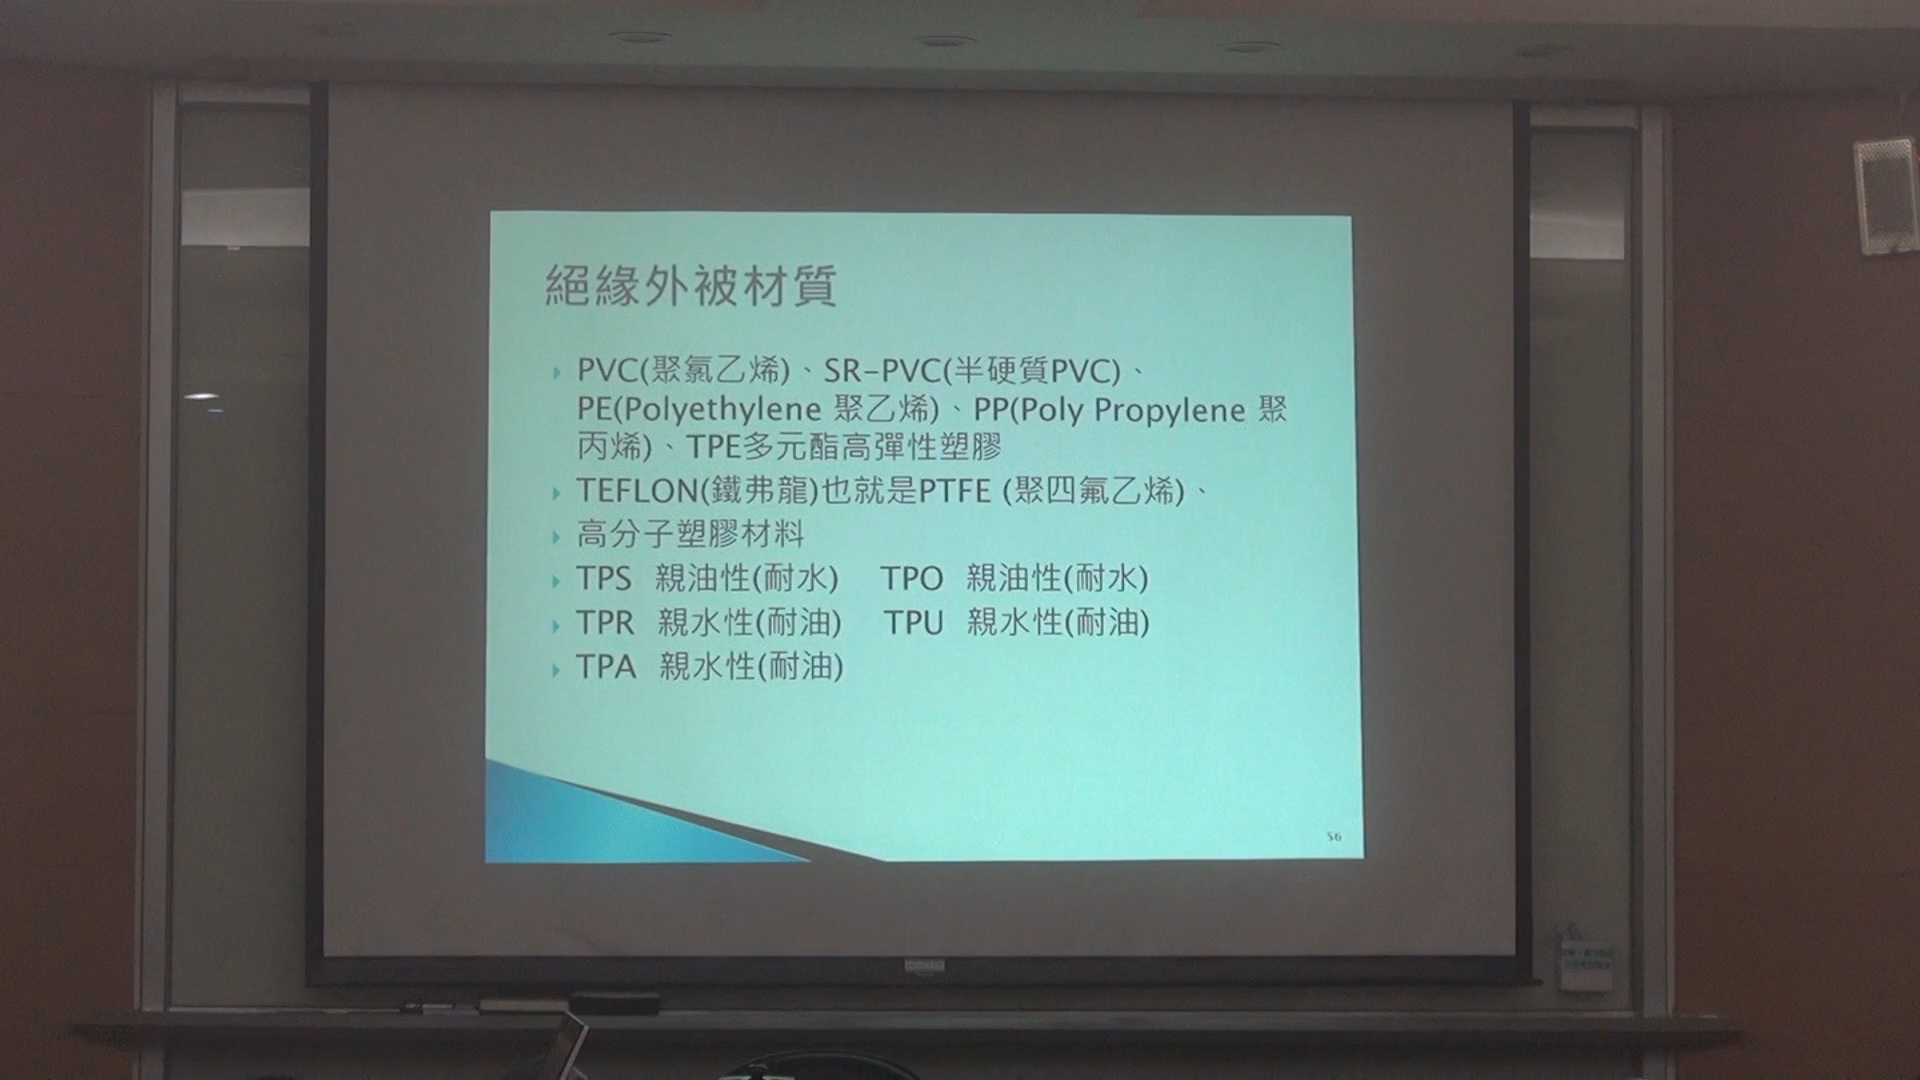 絕緣外被材質
PVC(聚氯乙烯)、SR-PVC(半硬質PVC)、
PE(Polyethylene 聚乙烯)、PP(Poly Propylene 聚
丙烯)、TPE多元酯高彈性塑膠
TEFLON(鐵弗龍)也就是PTFE (聚四氟乙烯)、
高分子塑膠材料
TPS 親油性(耐水) TPO 親油性(耐水)
TPR 親水性(耐油) TPU 親水性(耐油)
TPA 親水性(耐油)
56